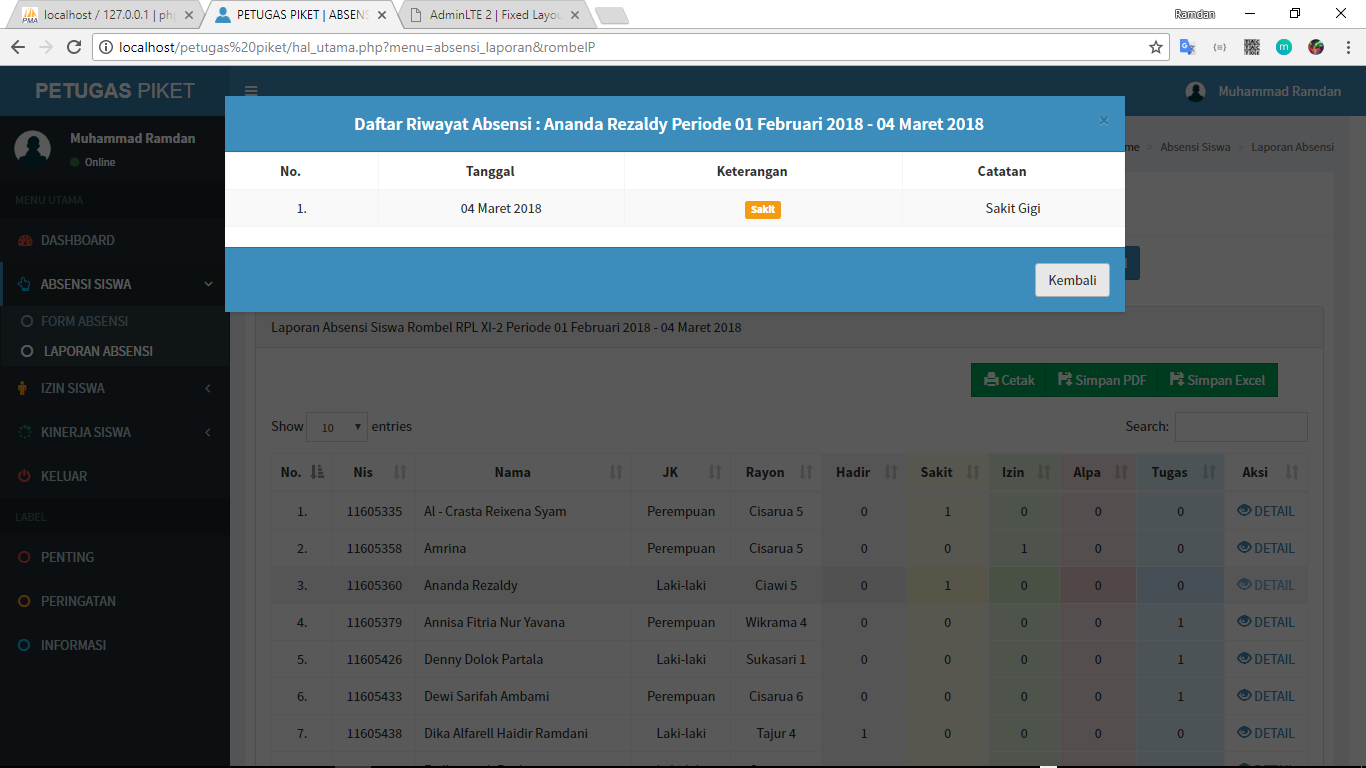 localhost / 127.0.0.1 | ph
PETUGAS PIKET | ABSENS
AdminLTE 2 | Fixed Layou
Ramdan
localhost/petugas%20piket/hal_utama.php?menu=absensi_laporan&rombelP
PETUGAS PIKET
Muhammad Ramdan
Muhammad Ramdan
Online
MENU UTAMA
DASHBOARD
ABSENSI SISWA
FORM ABSENSI
LAPORAN ABSENSI
IZIN SISWA
KINERJA SISWA
KELUAR
LABEL
PENTING
PERINGATAN
INFORMASI
me > Absensi Siswa > Laporan Absensi
Daftar Riwayat Absensi : Ananda Rezaldy Periode 01 Februari 2018 - 04 Maret 2018 ×
No. Tanggal Keterangan Catatan
1. 04 Maret 2018 Sakit Sakit Gigi
Kembali
Laporan Absensi Siswa Rombel RPL XI-2 Periode 01 Februari 2018 - 04 Maret 2018
Cetak Simpan PDF Simpan Excel
Show 10 entries Search:
No. Nis Nama JK Rayon Hadir Sakit Izin Alpa Tugas Aksi
1. 11605335 Al - Crasta Reixena Syam Perempuan Cisarua 5 0 1 0 0 0 DETAIL
2. 11605358 Amrina Perempuan Cisarua 5 0 0 1 0 0 DETAIL
3. 11605360 Ananda Rezaldy Laki-laki Ciawi 5 0 1 0 0 0 DETAIL
4. 11605379 Annisa Fitria Nur Yavana Perempuan Wikrama 4 0 0 0 0 1 DETAIL
5. 11605426 Denny Dolok Partala Laki-laki Sukasari 1 0 0 0 0 1 DETAIL
6. 11605433 Dewi Sarifah Ambami Perempuan Cisarua 6 0 0 0 0 1 DETAIL
7. 11605438 Dika Alfarell Haidir Ramdani Laki-laki Tajur 4 1 0 0 0 0 DETAIL